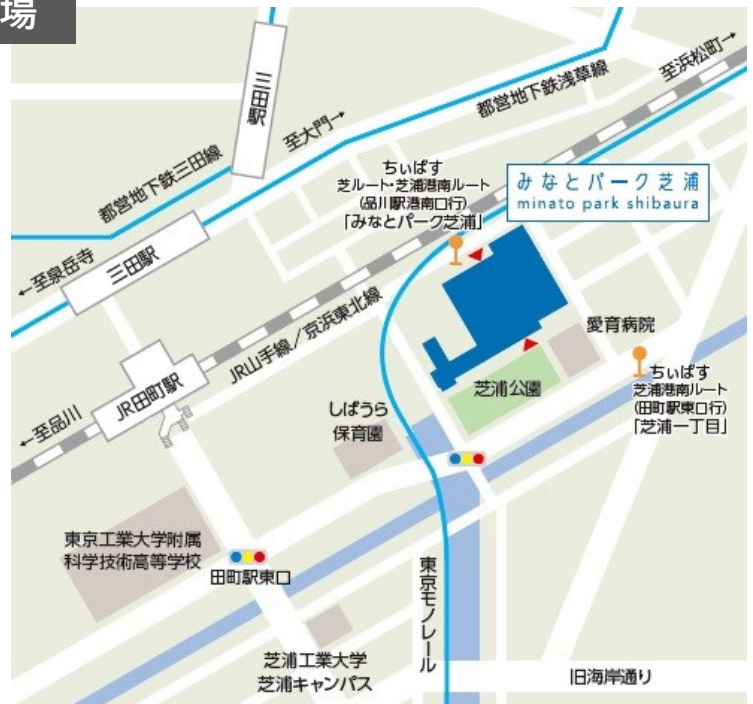 場
三田駅
至大門→
都営地下鉄浅草線
至浜松町→
都営地下鉄三田線
ちぃばす
芝ルート・芝浦港南ルート
(品川駅港南口行)
「みなとパーク芝浦」
みなとパーク芝浦
minato park shibaura
←至泉岳寺
三田駅
JR山手線/京浜東北線
愛育病院
JR田町駅
←至品川
しばうら
保育園
芝浦公園
ちぃばす
芝浦港南ルート
(田町駅東口行)
「芝浦一丁目」
東京工業大学附属
科学技術高等学校
田町駅東口
東京モノレール
芝浦工業大学
芝浦キャンパス
旧海岸通り